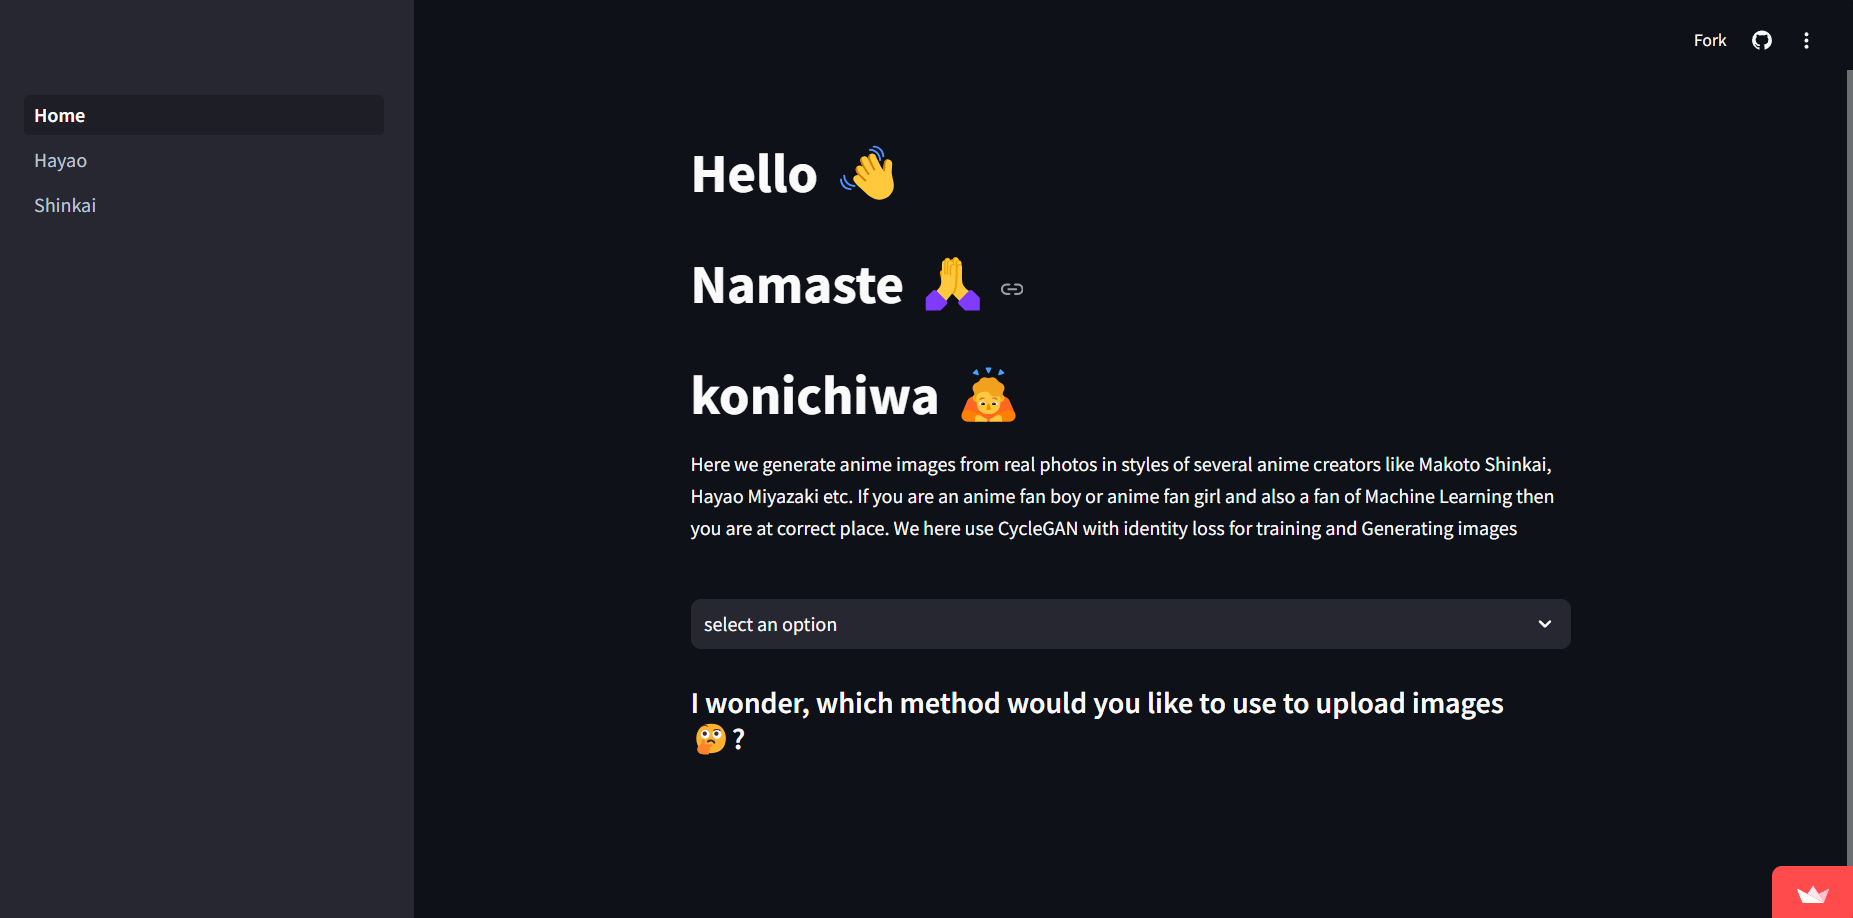 Fork
Home
Hayao
Shinkai
Hello 👋
Namaste 🙏
konichiwa 🙇
Here we generate anime images from real photos in styles of several anime creators like Makoto Shinkai,
Hayao Miyazaki etc. If you are an anime fan boy or anime fan girl and also a fan of Machine Learning then
you are at correct place. We here use CycleGAN with identity loss for training and Generating images
select an option
I wonder, which method would you like to use to upload images
🤔?